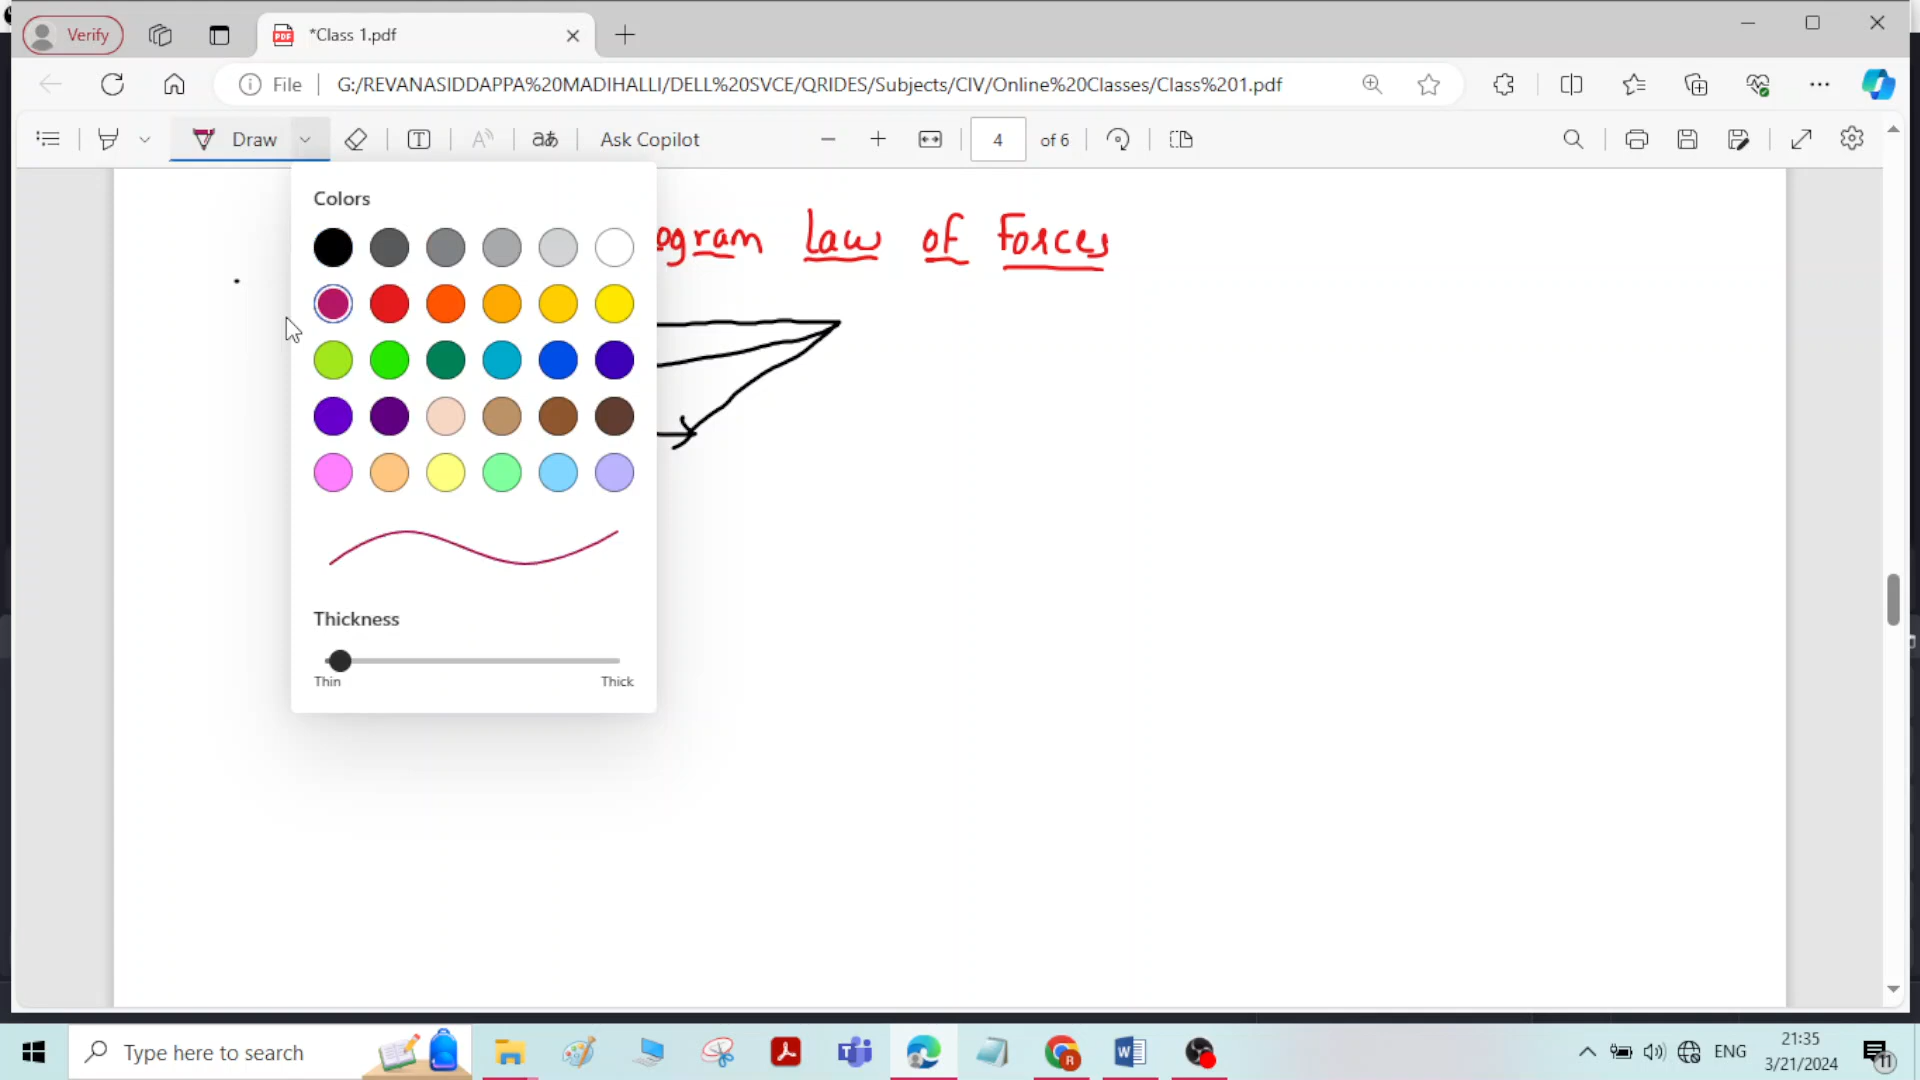 Verify
*Class 1.pdf
File
G:/REVANASIDDAPPA%20MADIHALLI/DELL%20SVCE/QRIDES/Subjects/CIV/Online%20Classes/Class%201.pdf
Draw
Ask Copilot
4 of 6
Colors
ogram law of Forces
Thickness
Thin Thick
Type here to search
ENG
21:35
3/21/2024
11